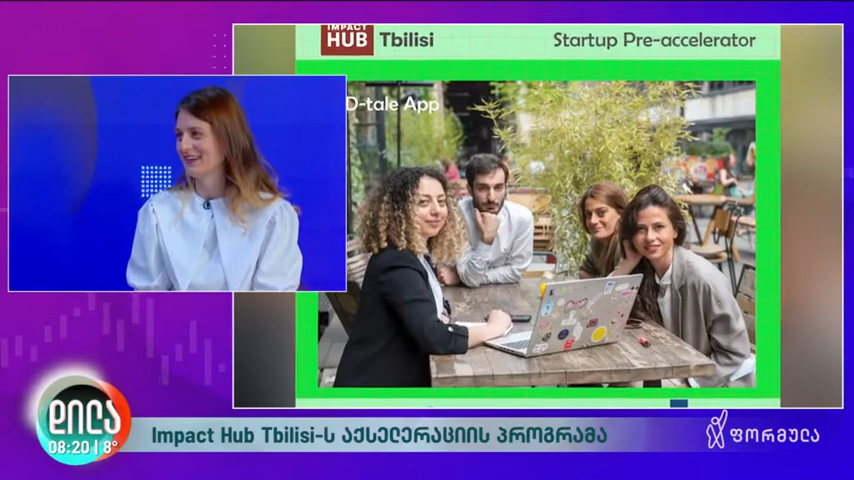 IMPACT
HUB Tbilisi
Startup Pre-accelerator
D-tale App
დილა
08:20 | 8°
Impact Hub Tbilisi-ს აქსელერაციის პროგრამა
ფორმულა